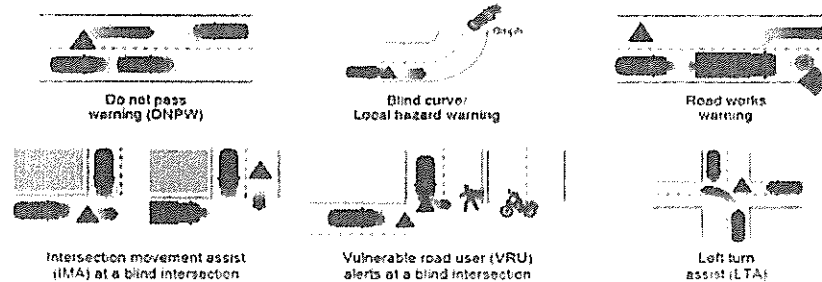 Do not pass
warning (DNPW)
Blind curve/
Local hazard warning
Road works
warning
Intersection movement assist
(IMA) at a blind intersection
Vulnerable road user (VRU)
alerts at a blind intersection
Left turn
assist (LTA)